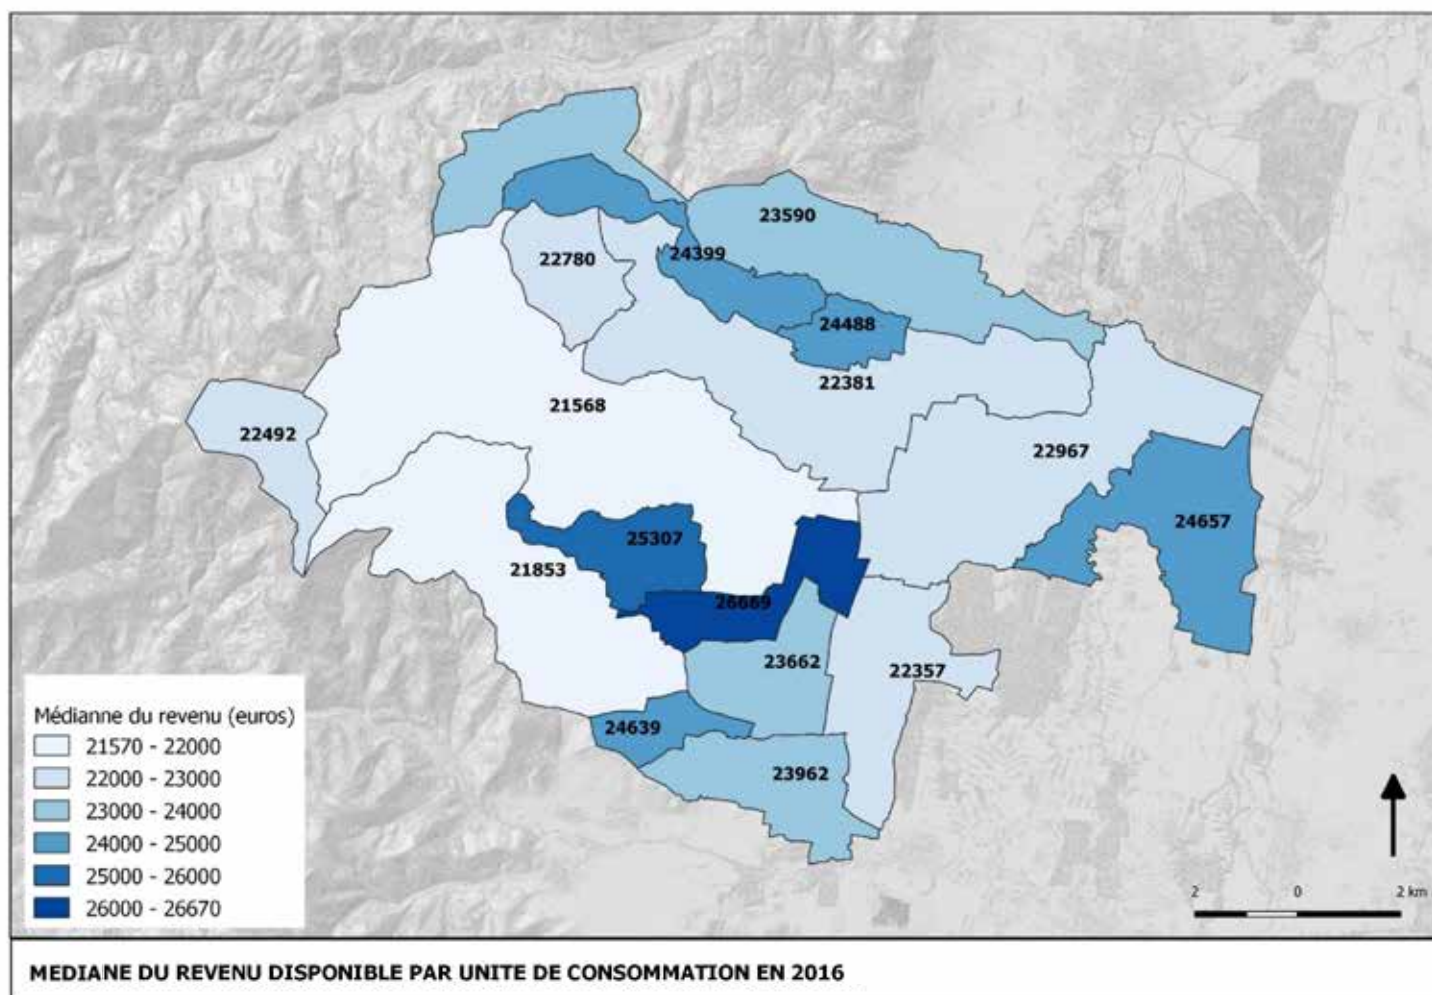 23590
24399
22780
24488
22381
21568
22492
22967
24657
25307
21853
26669
23662
22357
24639
23962
Médianne du revenu (euros)
21570 - 22000
22000 - 23000
23000 - 24000
24000 - 25000
25000 - 26000
26000 - 26670
2 0 2 km
MEDIANE DU REVENU DISPONIBLE PAR UNITE DE CONSOMMATION EN 2016